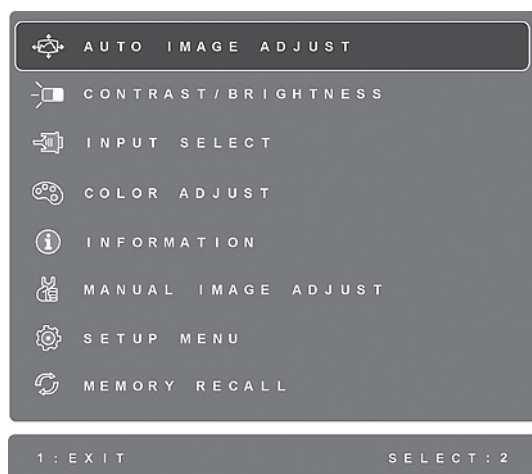 AUTO IMAGE ADJUST
CONTRAST/BRIGHTNESS
INPUT SELECT
COLOR ADJUST
INFORMATION
MANUAL IMAGE ADJUST
SETUP MENU
MEMORY RECALL
1:EXIT SELECT:2